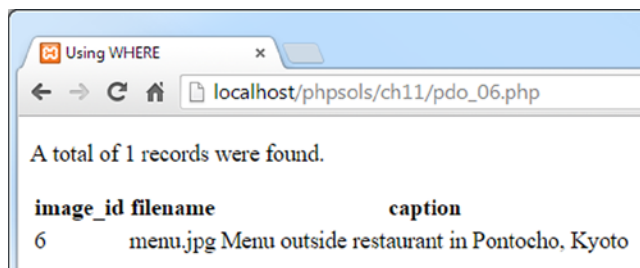 Using WHERE
localhost/phpsols/ch11/pdo_06.php
A total of 1 records were found.
image_id filename caption
6 menu.jpg Menu outside restaurant in Pontocho, Kyoto